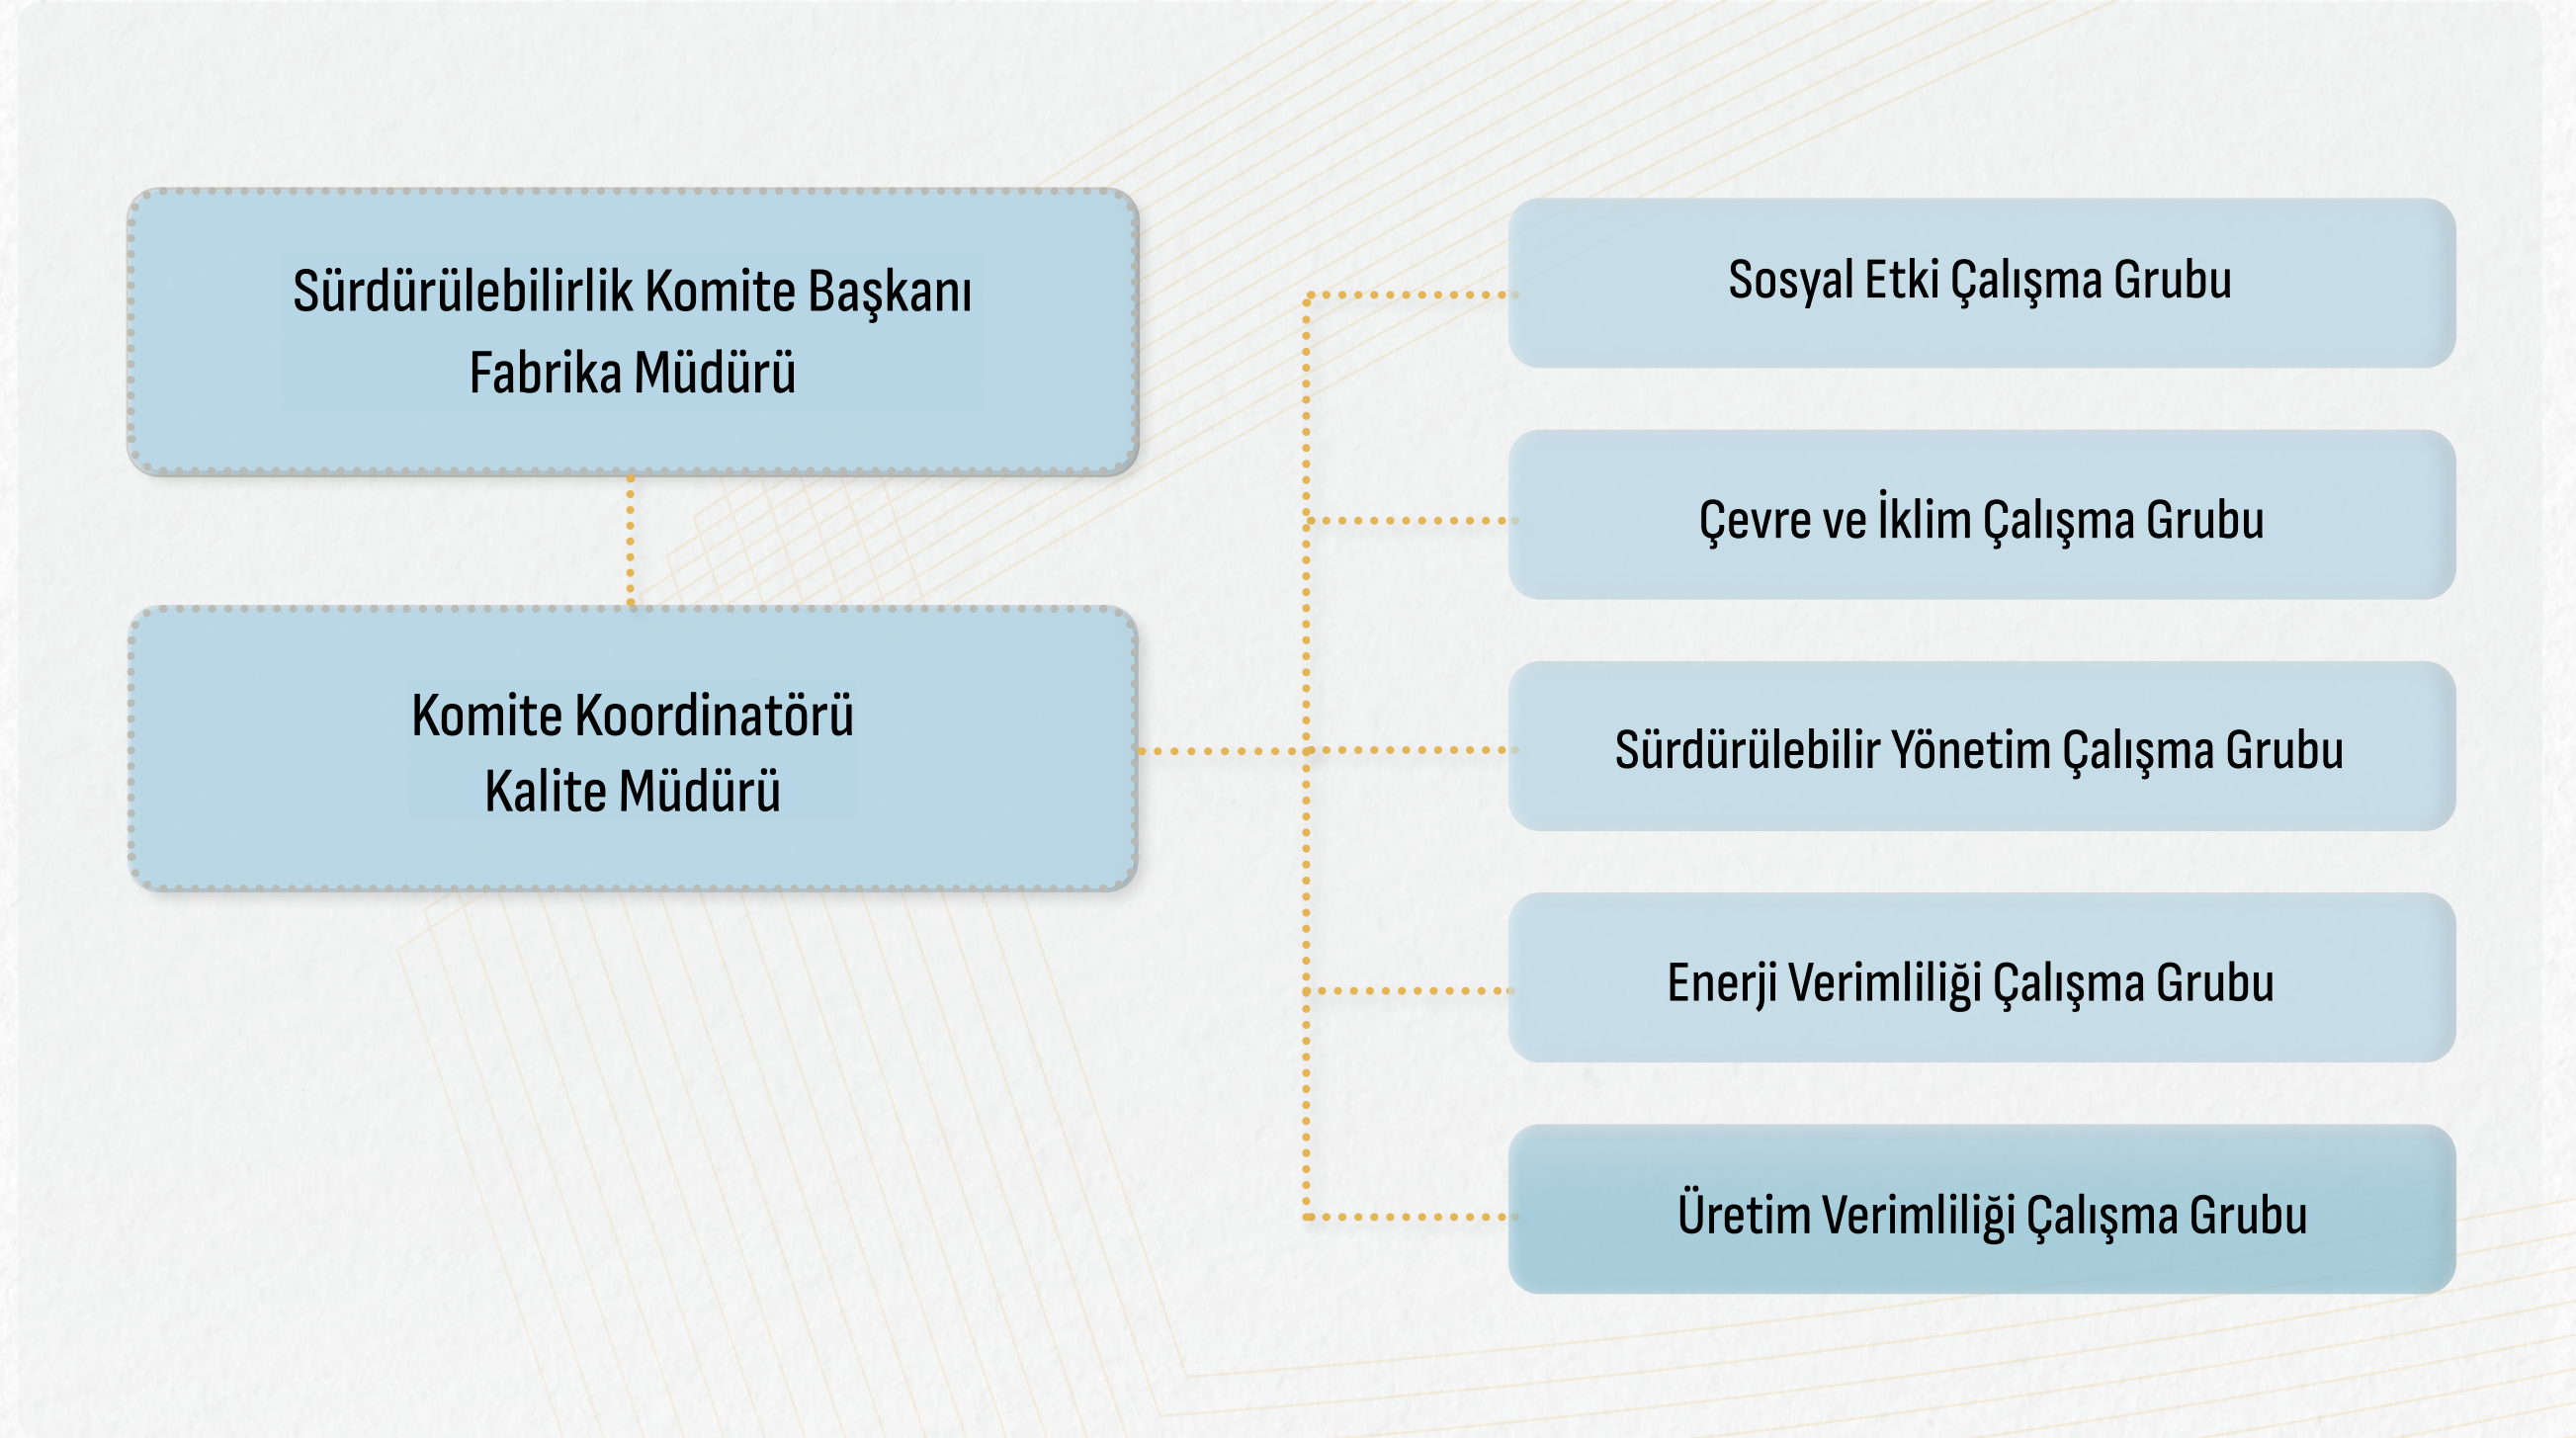 Sürdürülebilirlik Komite Başkanı
Fabrika Müdürü
Komite Koordinatörü
Kalite Müdürü
Sosyal Etki Çalışma Grubu
Çevre ve İklim Çalışma Grubu
Sürdürülebilir Yönetim Çalışma Grubu
Enerji Verimliliği Çalışma Grubu
Üretim Verimliliği Çalışma Grubu